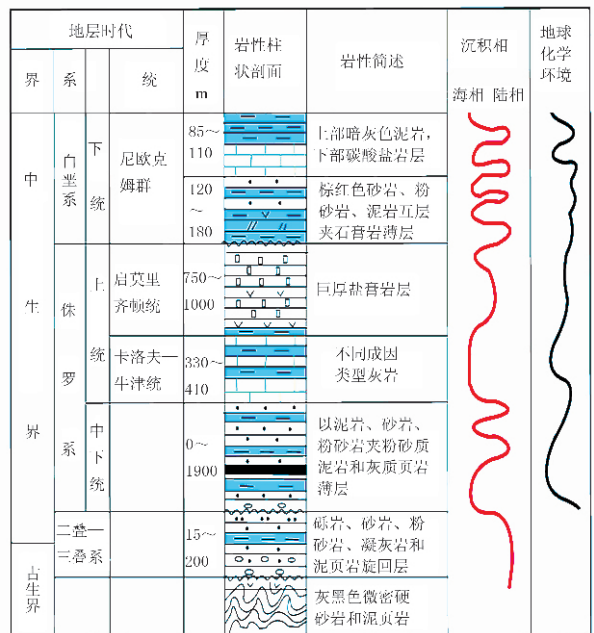 地层时代
界
系
统
厚
度
m
岩性柱
状剖面
岩性简述
沉积相
海相 陆相
地球
化学
环境
中
生
界
白垩系
下
统
尼欧克
姆群
85～
110
上部暗灰色泥岩，
下部碳酸盐岩层
120
～
180
棕红色砂岩、粉
砂岩、泥岩互层
夹石膏岩薄层
侏
罗
系
上
统
启莫里
齐顿统
750～
1000
巨厚盐膏岩层
卡洛夫—
牛津统
330～
410
不同成因
类型灰岩
中
下
统
0～
1900
以泥岩、砂岩、
粉砂岩夹粉砂质
泥岩和灰质页岩
薄层
二叠—
三叠系
15～
200
砾岩、砂岩、粉
砂岩、凝灰岩和
泥页岩旋回层
古
生
界
灰黑色微密硬
砂岩和泥页岩